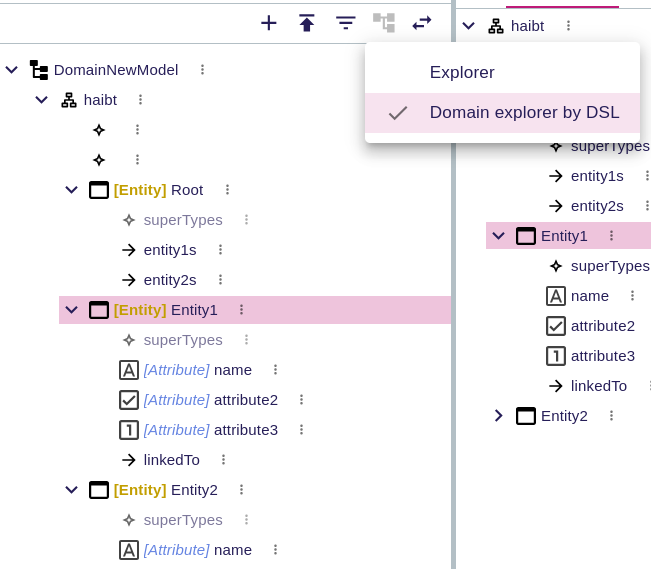 haibt
Explorer
Domain explorer by DSL
DomainNewModel
haibt
[Entity] Root
superTypes
entity1s
entity2s
[Entity] Entity1
superTypes
[Attribute] name
[Attribute] attribute2
[Attribute] attribute3
linkedTo
[Entity] Entity2
superTypes
[Attribute] name
superTypes
entity1s
entity2s
Entity1
superTypes
name
attribute2
attribute3
linkedTo
Entity2